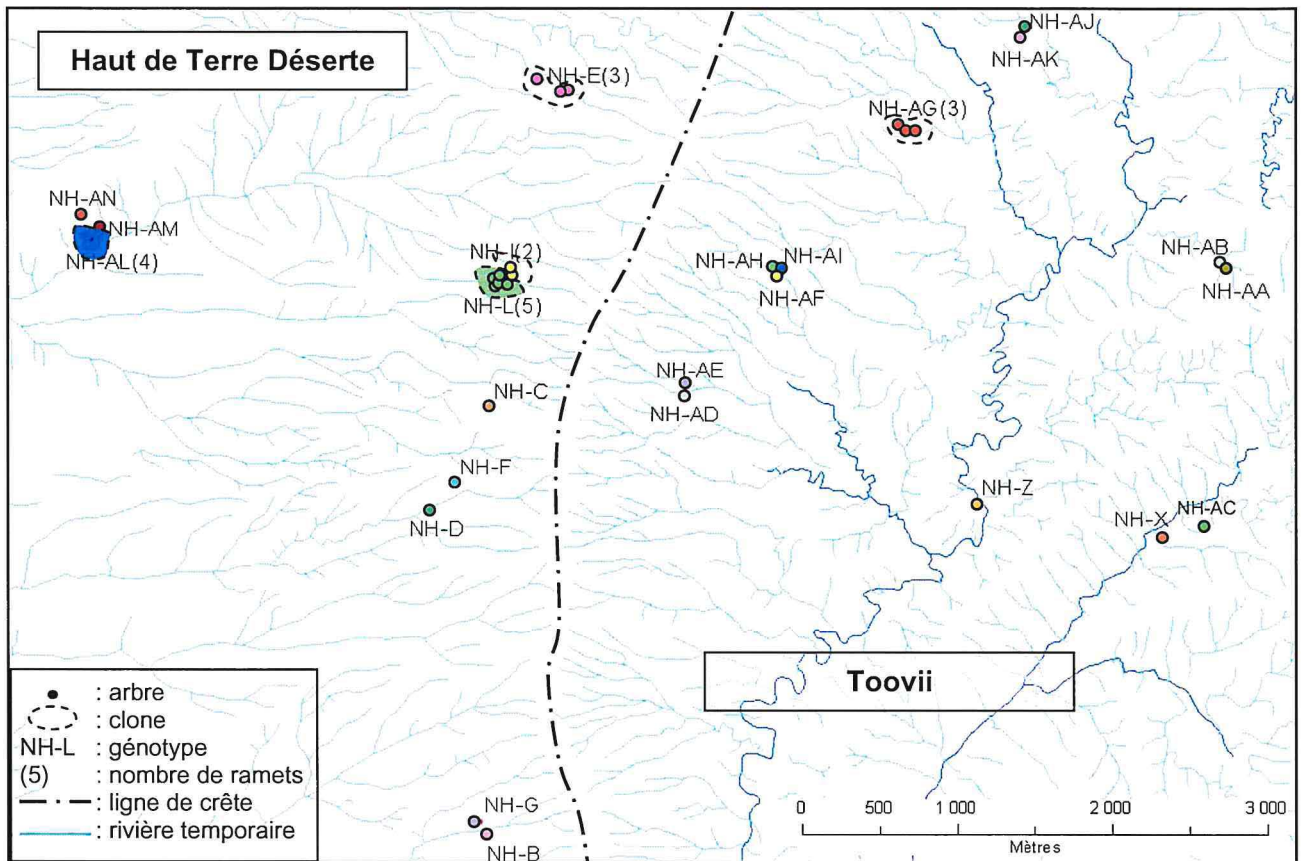 Haut de Terre Déserte
NH-E(3)
NH-AJ
NH-AK
NH-AG(3)
NH-AN
NH-AM
NH-AL(4)
NH-I(2)
NH-L(5)
NH-AH
NH-AI
NH-AF
NH-AB
NH-AA
NH-AE
NH-AD
NH-C
NH-F
NH-D
NH-Z
NH-X
NH-AC
Toovii
NH-G
NH-B
: arbre
: clone
NH-L : génotype
(5) : nombre de ramets
: ligne de crête
: rivière temporaire
0 500 1 000 2 000 3 000
Mètres